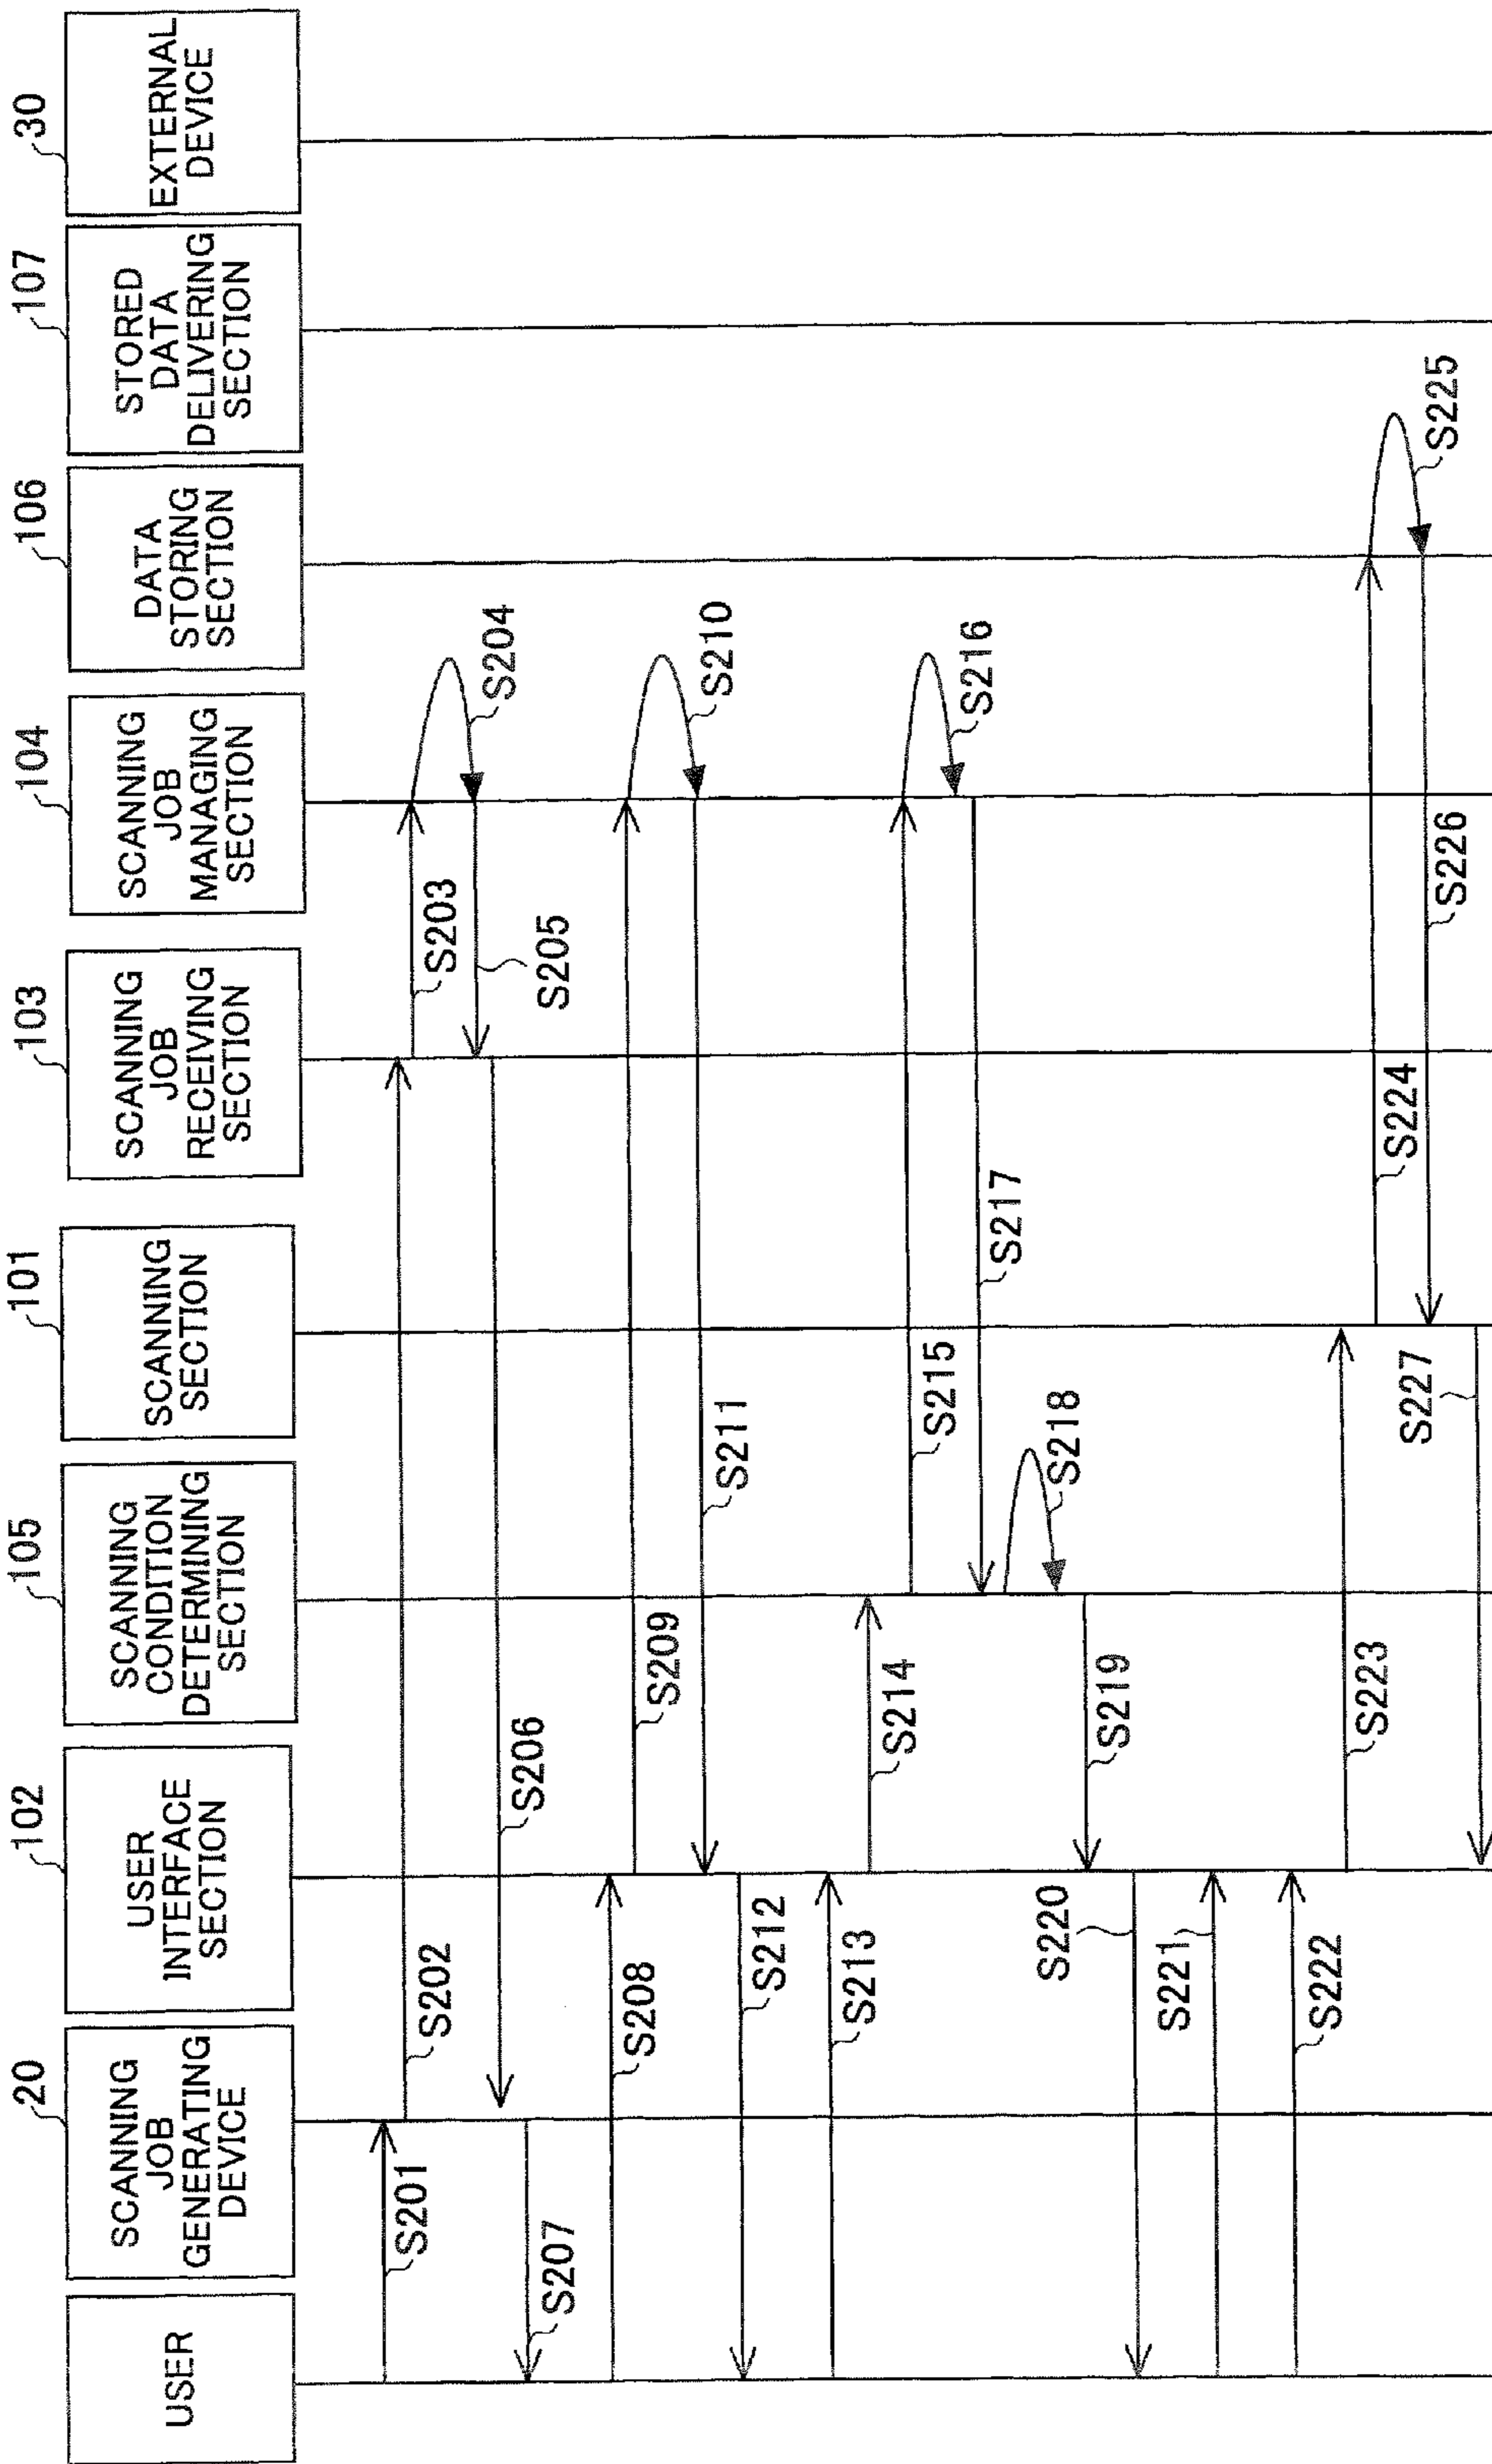 USER
20
SCANNING
JOB
GENERATING
DEVICE
102
USER
INTERFACE
SECTION
105
SCANNING
CONDITION
DETERMINING
SECTION
101
SCANNING
SECTION
103
SCANNING
JOB
RECEIVING
SECTION
104
SCANNING
JOB
MANAGING
SECTION
106
DATA
STORING
SECTION
107
STORED
DATA
DELIVERING
SECTION
30
EXTERNAL
DEVICE
S201
S202
S203
S204
S205
S206
S207
S208
S209
S210
S211
S212
S213
S214
S215
S216
S217
S218
S219
S220
S221
S222
S223
S224
S225
S226
S227